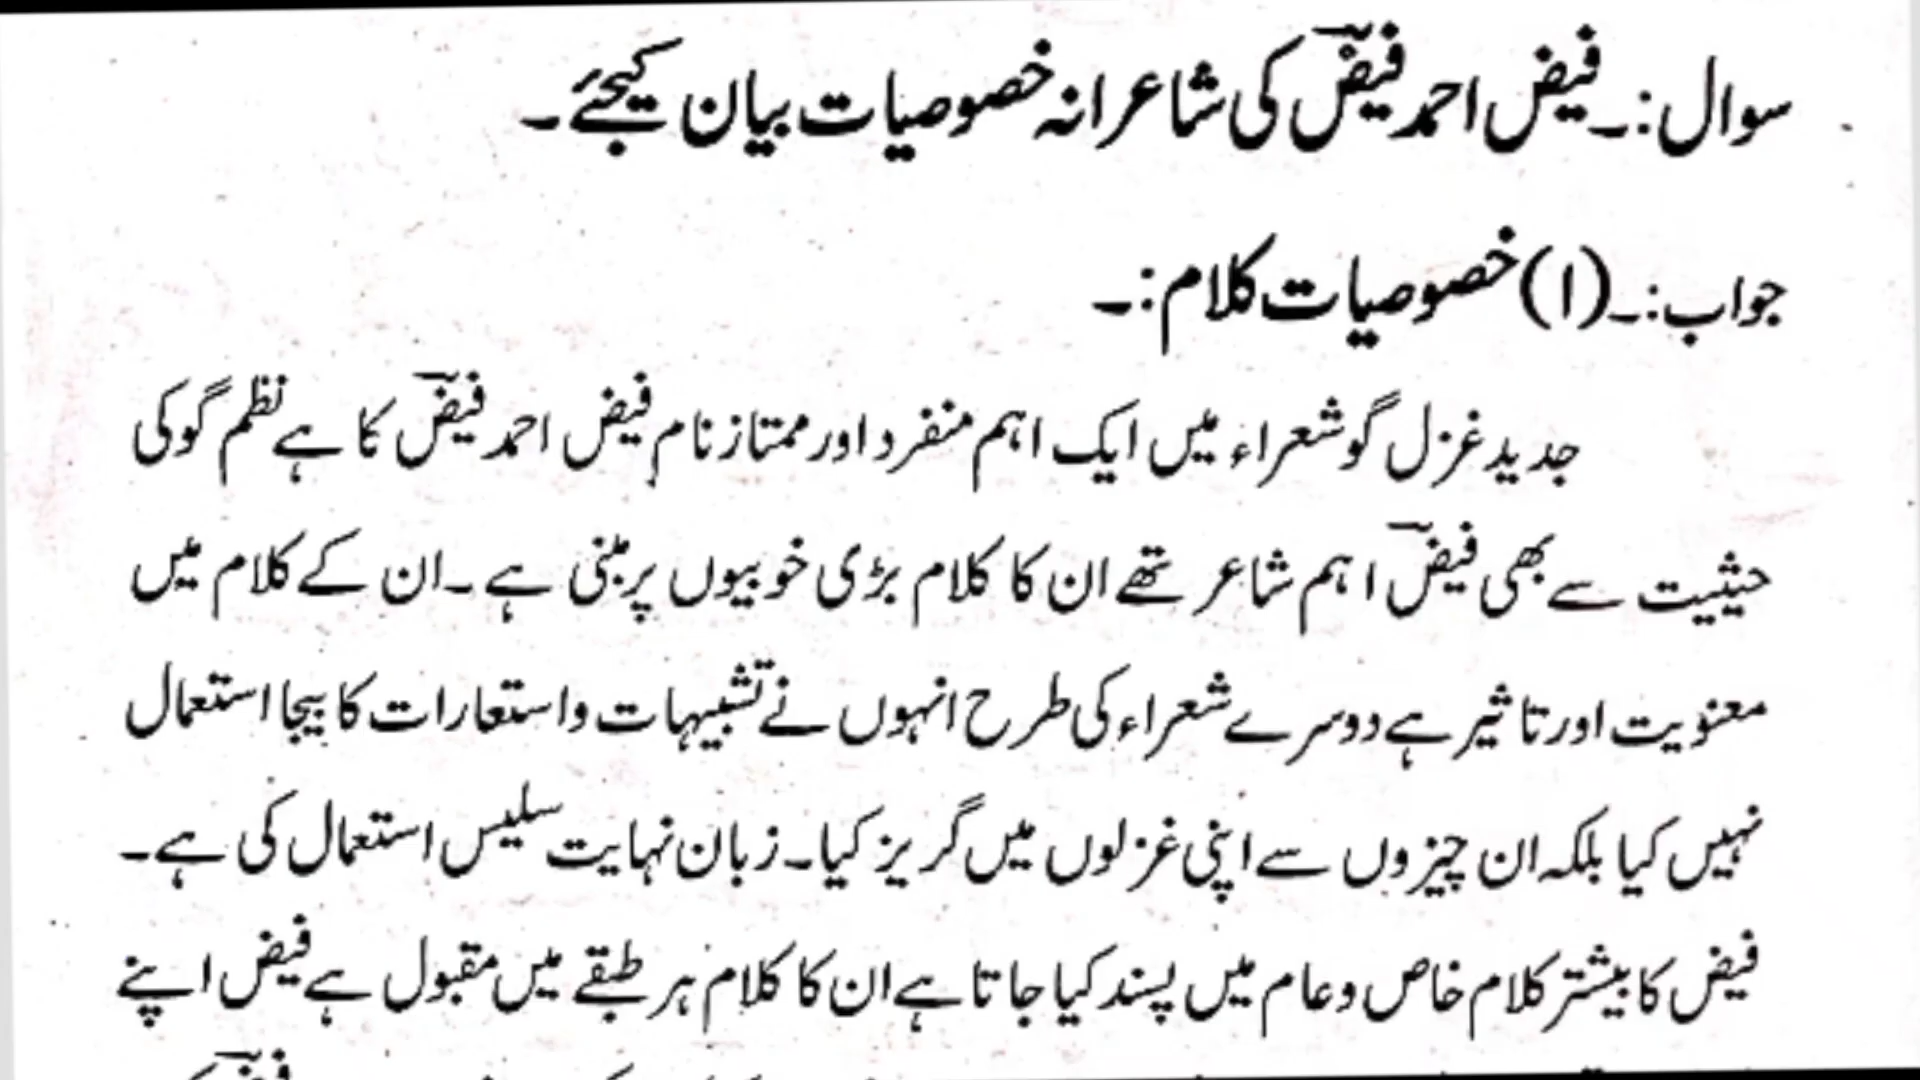 سوال:۔ فیض احمد فیضؔ کی شاعرانہ خصوصیات بیان کیجئے۔
جواب:۔(۱) خصوصیات کلام:۔
جدید غزل گو شعراء میں ایک اہم منفرد اور ممتاز نام فیض احمد فیضؔ کا ہے نظم گو کی
حیثیت سے بھی فیضؔ اہم شاعر تھے ان کا کلام بڑی خوبیوں پر مبنی ہے ۔ ان کے کلام میں
معنویت اور تاثیر ہے دوسرے شعراء کی طرح انہوں نے تشبیہات و استعارات کا بیجا استعمال
نہیں کیا بلکہ ان چیزوں سے اپنی غزلوں میں گریز کیا۔ زبان نہایت سلیس استعمال کی ہے۔
فیض کا بیشتر کلام خاص و عام میں پسند کیا جاتا ہے ان کا کلام ہر طبقے میں مقبول ہے فیض اپنے